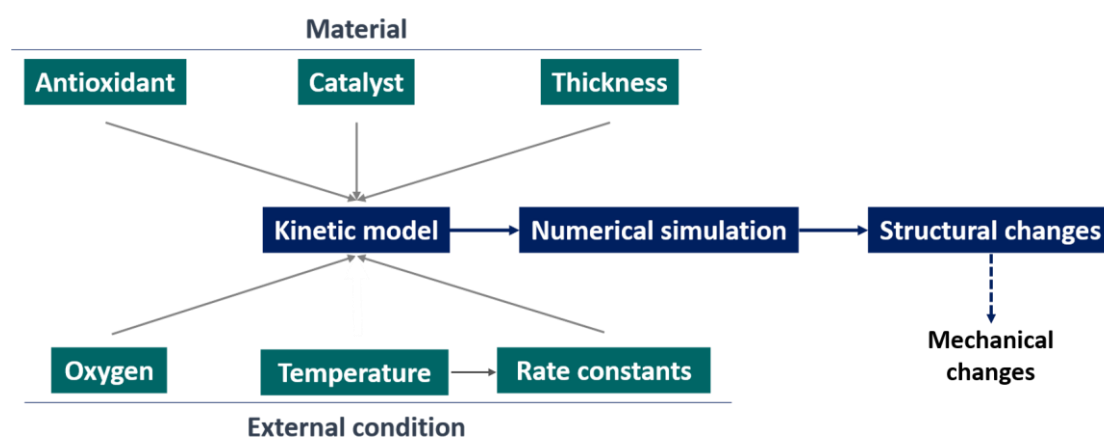 Material
Antioxidant
Catalyst
Thickness
Kinetic model
Numerical simulation
Structural changes
Mechanical
changes
Oxygen
Temperature
Rate constants
External condition